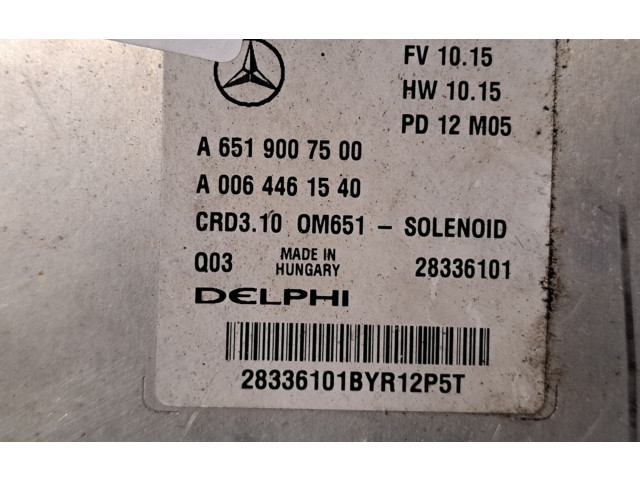 FV 10.15
HW 10.15
PD 12 M05
A 651 900 75 00
A 006 446 15 40
CRD3.10 OM651 - SOLENOID
Q03 MADE IN HUNGARY 28336101
DELPHI
28336101BYR12P5T